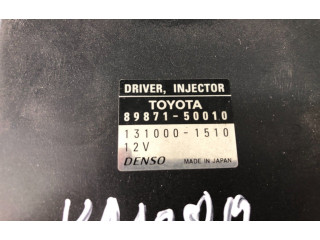 DRIVER, INJECTOR
TOYOTA
89871-50010
131000-1510
12V
DENSO MADE IN JAPAN